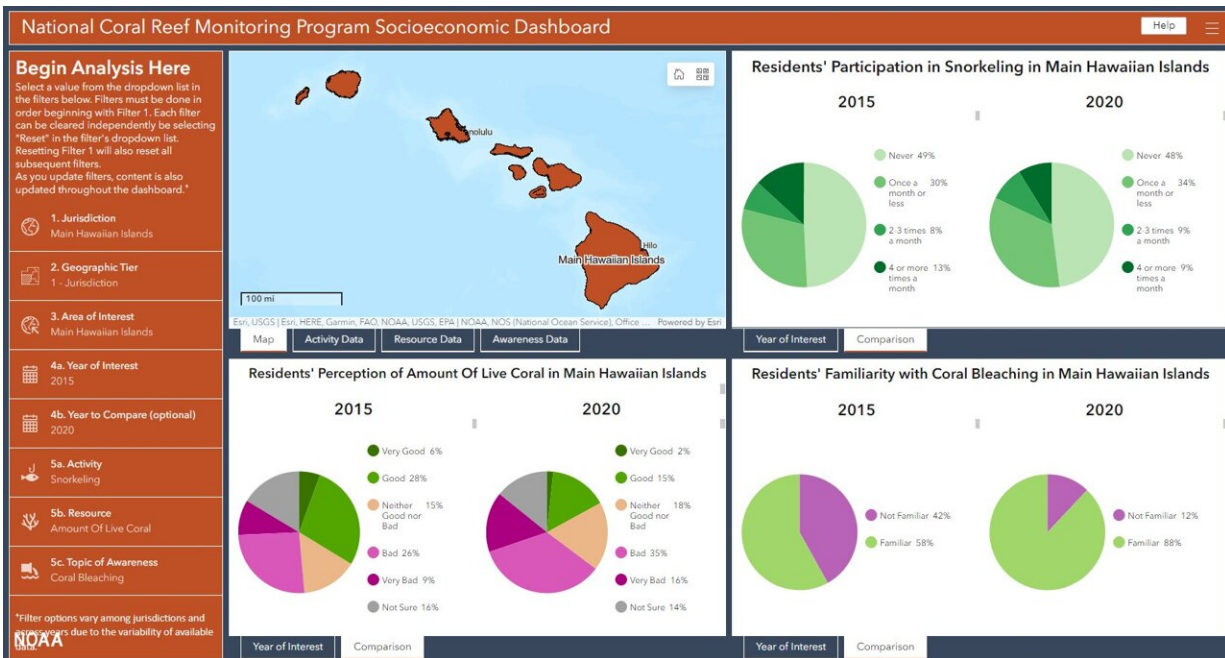 National Coral Reef Monitoring Program Socioeconomic Dashboard
Help
Begin Analysis Here
Select a value from the dropdown list in
the filters below. Filters must be done in
order beginning with Filter 1. Each filter
can be cleared independently be selecting
"Reset" in the filter's dropdown list.
Resetting Filter 1 will also reset all
subsequent filters.
As you update filters, content is also
updated throughout the dashboard.*
1. Jurisdiction
Main Hawaiian Islands
2. Geographic Tier
1 - Jurisdiction
3. Area of Interest
Main Hawaiian Islands
4a. Year of Interest
2015
4b. Year to Compare (optional)
2020
5a. Activity
Snorkeling
5b. Resource
Amount Of Live Coral
5c. Topic of Awareness
Coral Bleaching
*Filter options vary among jurisdictions and
across years due to the variability of available
data.
NOAA
Honolulu
Hilo
Main Hawaiian Islands
100 mi
Esri, USGS | Esri, HERE, Garmin, FAO, NOAA, USGS, EPA | NOAA, NOS (National Ocean Service), Office ... Powered by Esri
Map
Activity Data
Resource Data
Awareness Data
Residents' Participation in Snorkeling in Main Hawaiian Islands
2015
Never 49%
Once a 30%
month or
less
2-3 times 8%
a month
4 or more 13%
times a
month
2020
Never 48%
Once a 34%
month or
less
2-3 times 9%
a month
4 or more 9%
times a
month
Year of Interest
Comparison
Residents' Perception of Amount Of Live Coral in Main Hawaiian Islands
2015
Very Good 6%
Good 28%
Neither 15%
Good nor
Bad
Bad 26%
Very Bad 9%
Not Sure 16%
2020
Very Good 2%
Good 15%
Neither 18%
Good nor
Bad
Bad 35%
Very Bad 16%
Not Sure 14%
Year of Interest
Comparison
Residents' Familiarity with Coral Bleaching in Main Hawaiian Islands
2015
Not Familiar 42%
Familiar 58%
2020
Not Familiar 12%
Familiar 88%
Year of Interest
Comparison